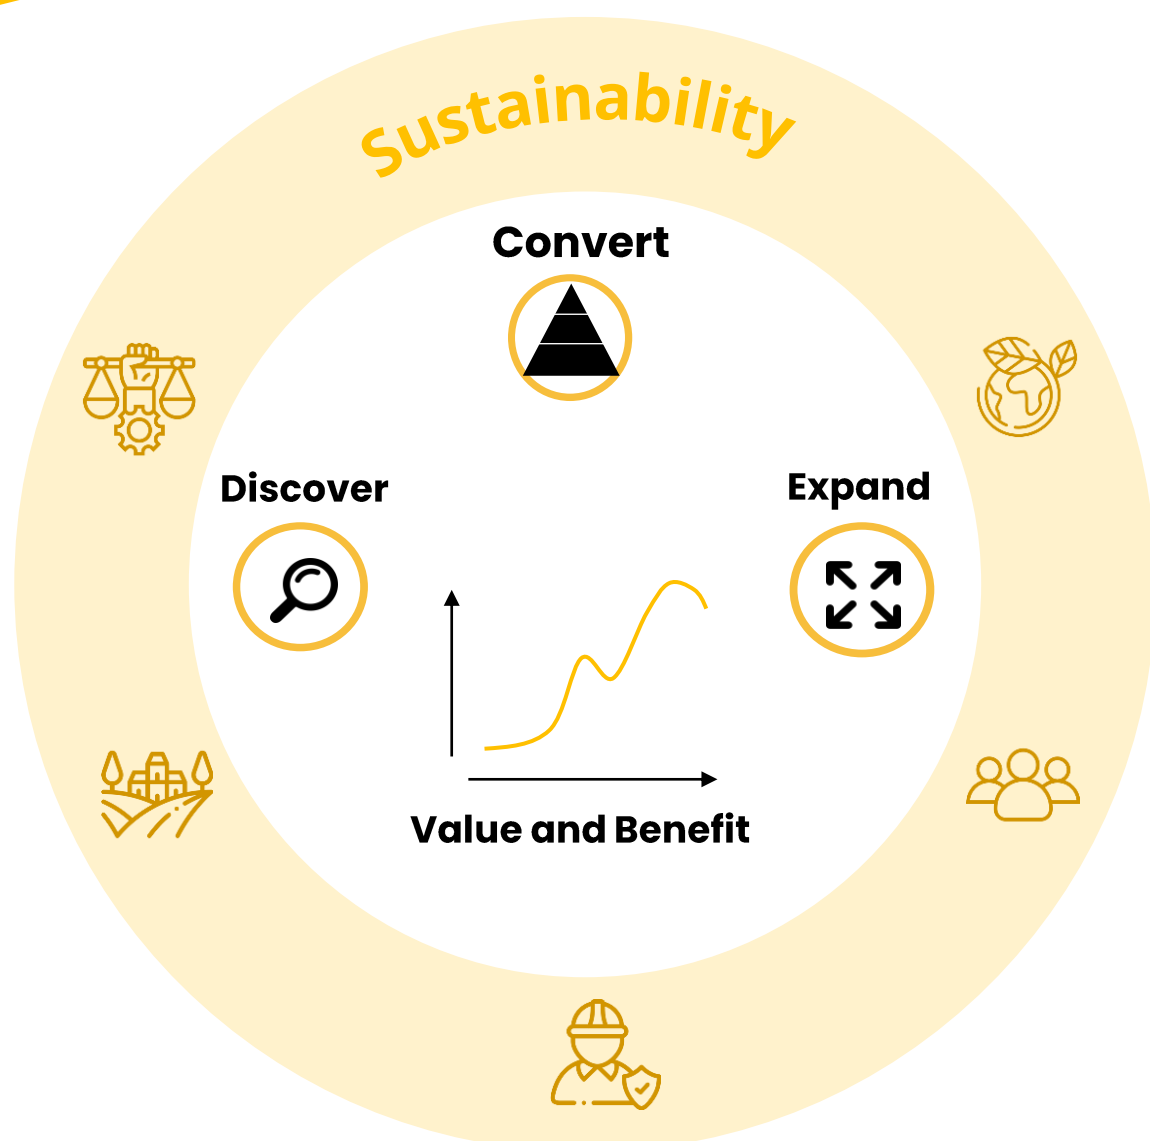 Sustainability
Convert
Discover
Expand
Value and Benefit